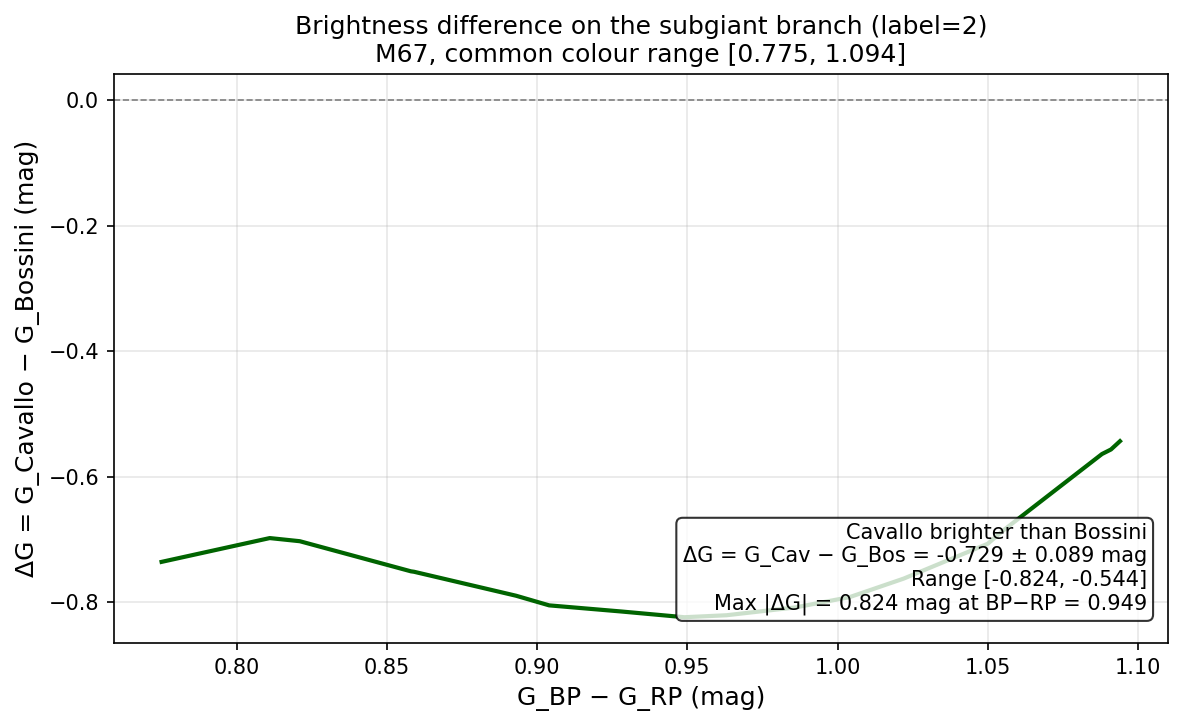 Brightness difference on the subgiant branch (label=2)
M67, common colour range [0.775, 1.094]
ΔG = G_Cavallo − G_Bossini (mag)
0.0
−0.2
−0.4
−0.6
−0.8
Cavallo brighter than Bossini
ΔG = G_Cav − G_Bos = -0.729 ± 0.089 mag
Range [-0.824, -0.544]
Max |ΔG| = 0.824 mag at BP−RP = 0.949
0.80
0.85
0.90
0.95
1.00
1.05
1.10
G_BP − G_RP (mag)